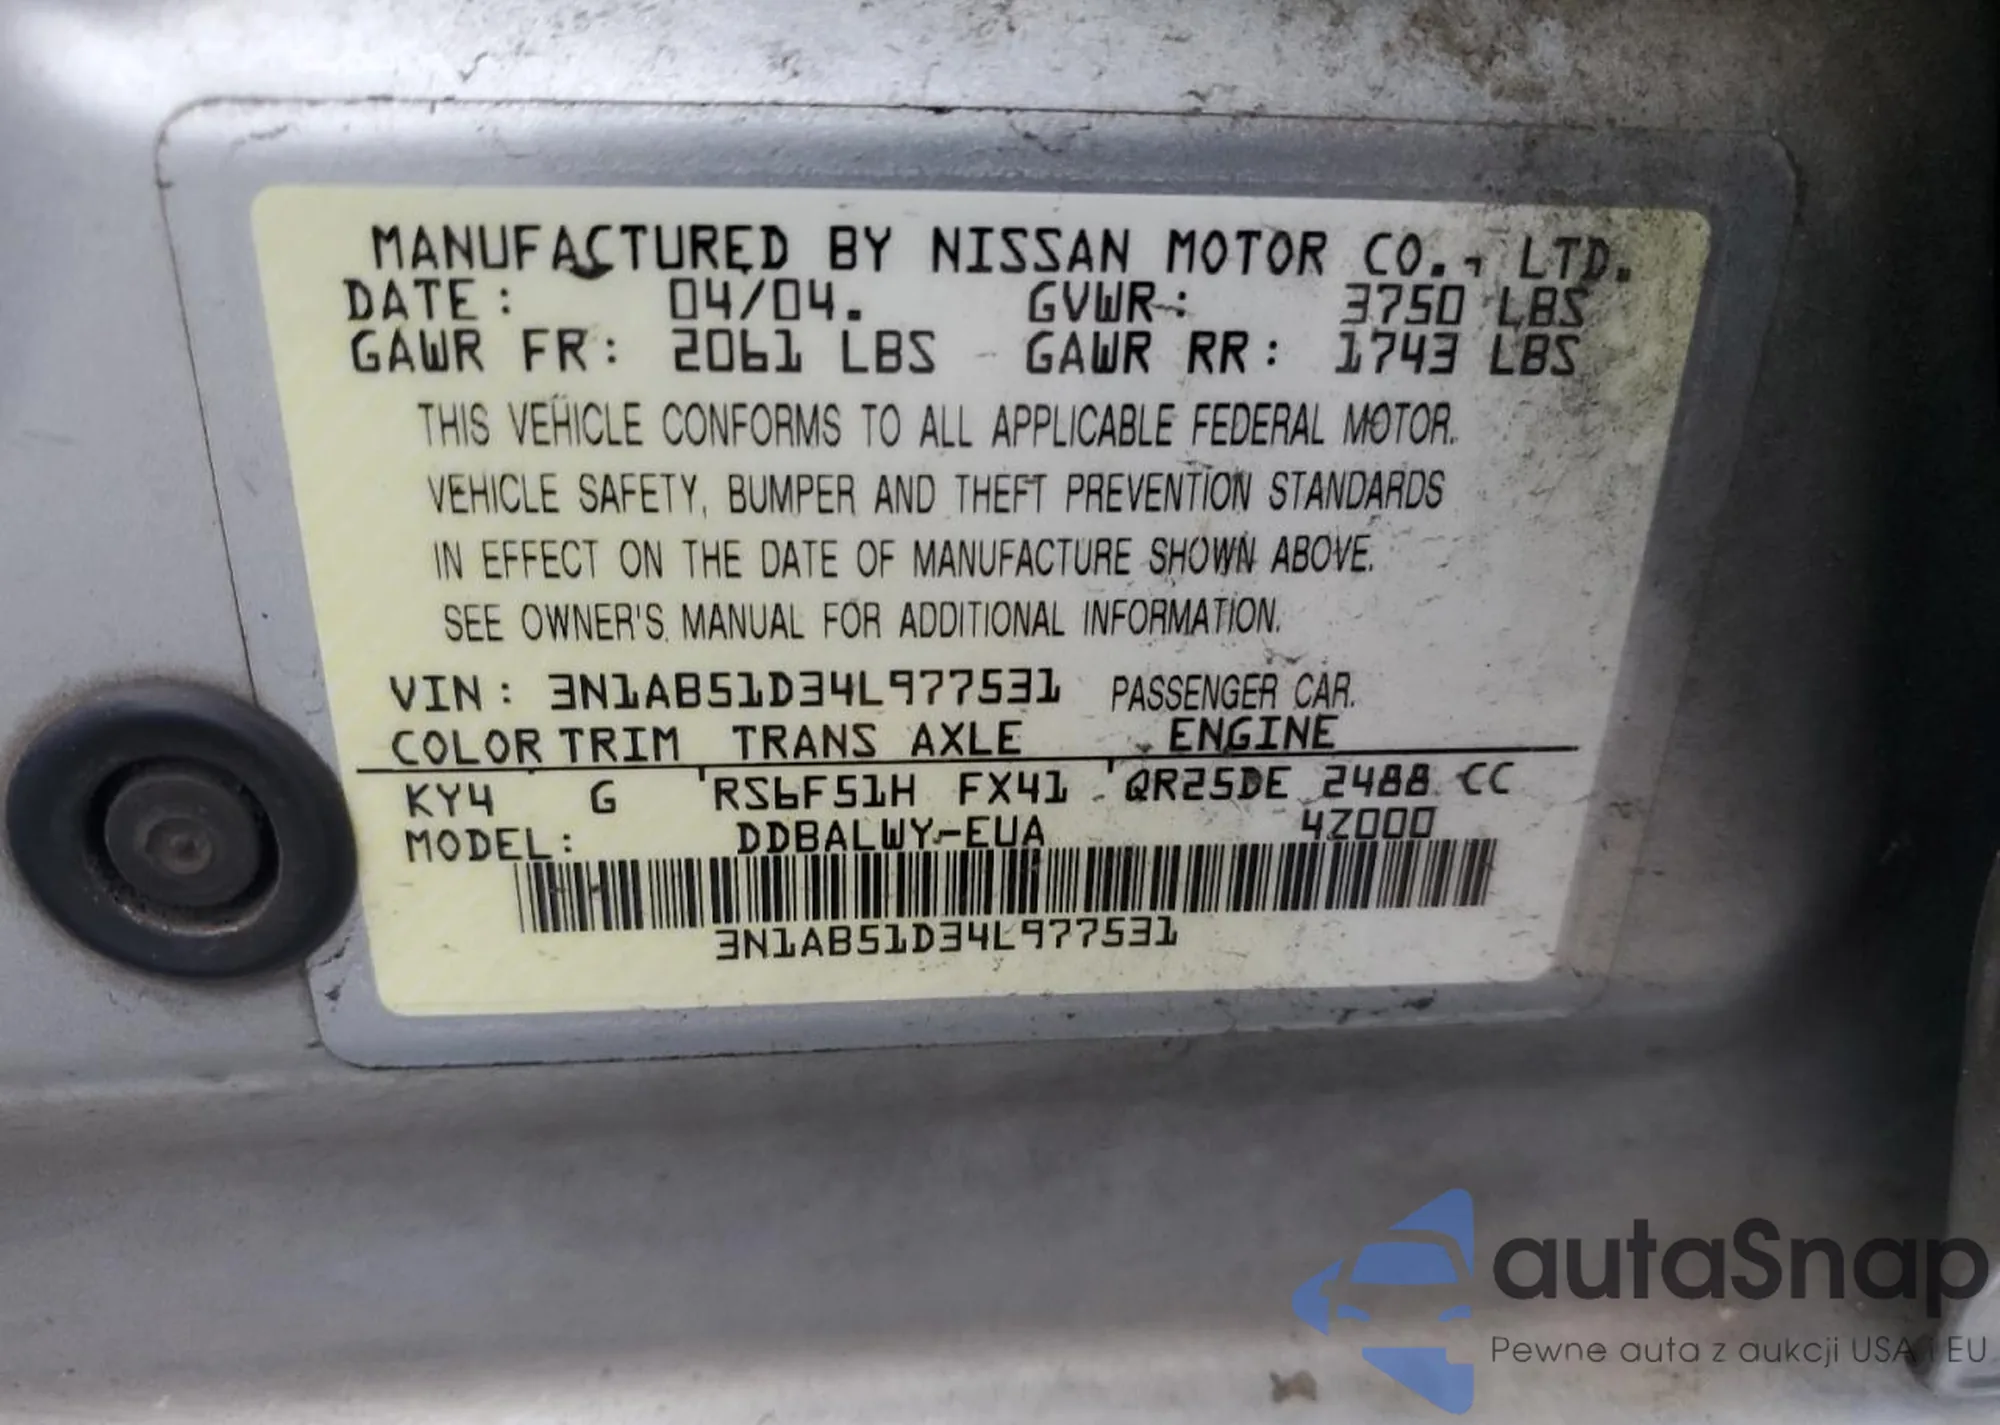 MANUFACTURED BY NISSAN MOTOR CO., LTD.
DATE: 04/04. GVWR: 3750 LBS
GAWR FR: 2061 LBS GAWR RR: 1743 LBS
THIS VEHICLE CONFORMS TO ALL APPLICABLE FEDERAL MOTOR
VEHICLE SAFETY, BUMPER AND THEFT PREVENTION STANDARDS
IN EFFECT ON THE DATE OF MANUFACTURE SHOWN ABOVE.
SEE OWNER'S MANUAL FOR ADDITIONAL INFORMATION.
VIN: 3N1AB51D34L977531 PASSENGER CAR.
COLOR TRIM TRANS AXLE ENGINE
KY4 G RS6F51H FX41 QR25DE 2488 CC
MODEL: DDBALWY-EUA 4Z000
3N1AB51D34L977531
autaSnap
Pewne auta z aukcji USA i EU